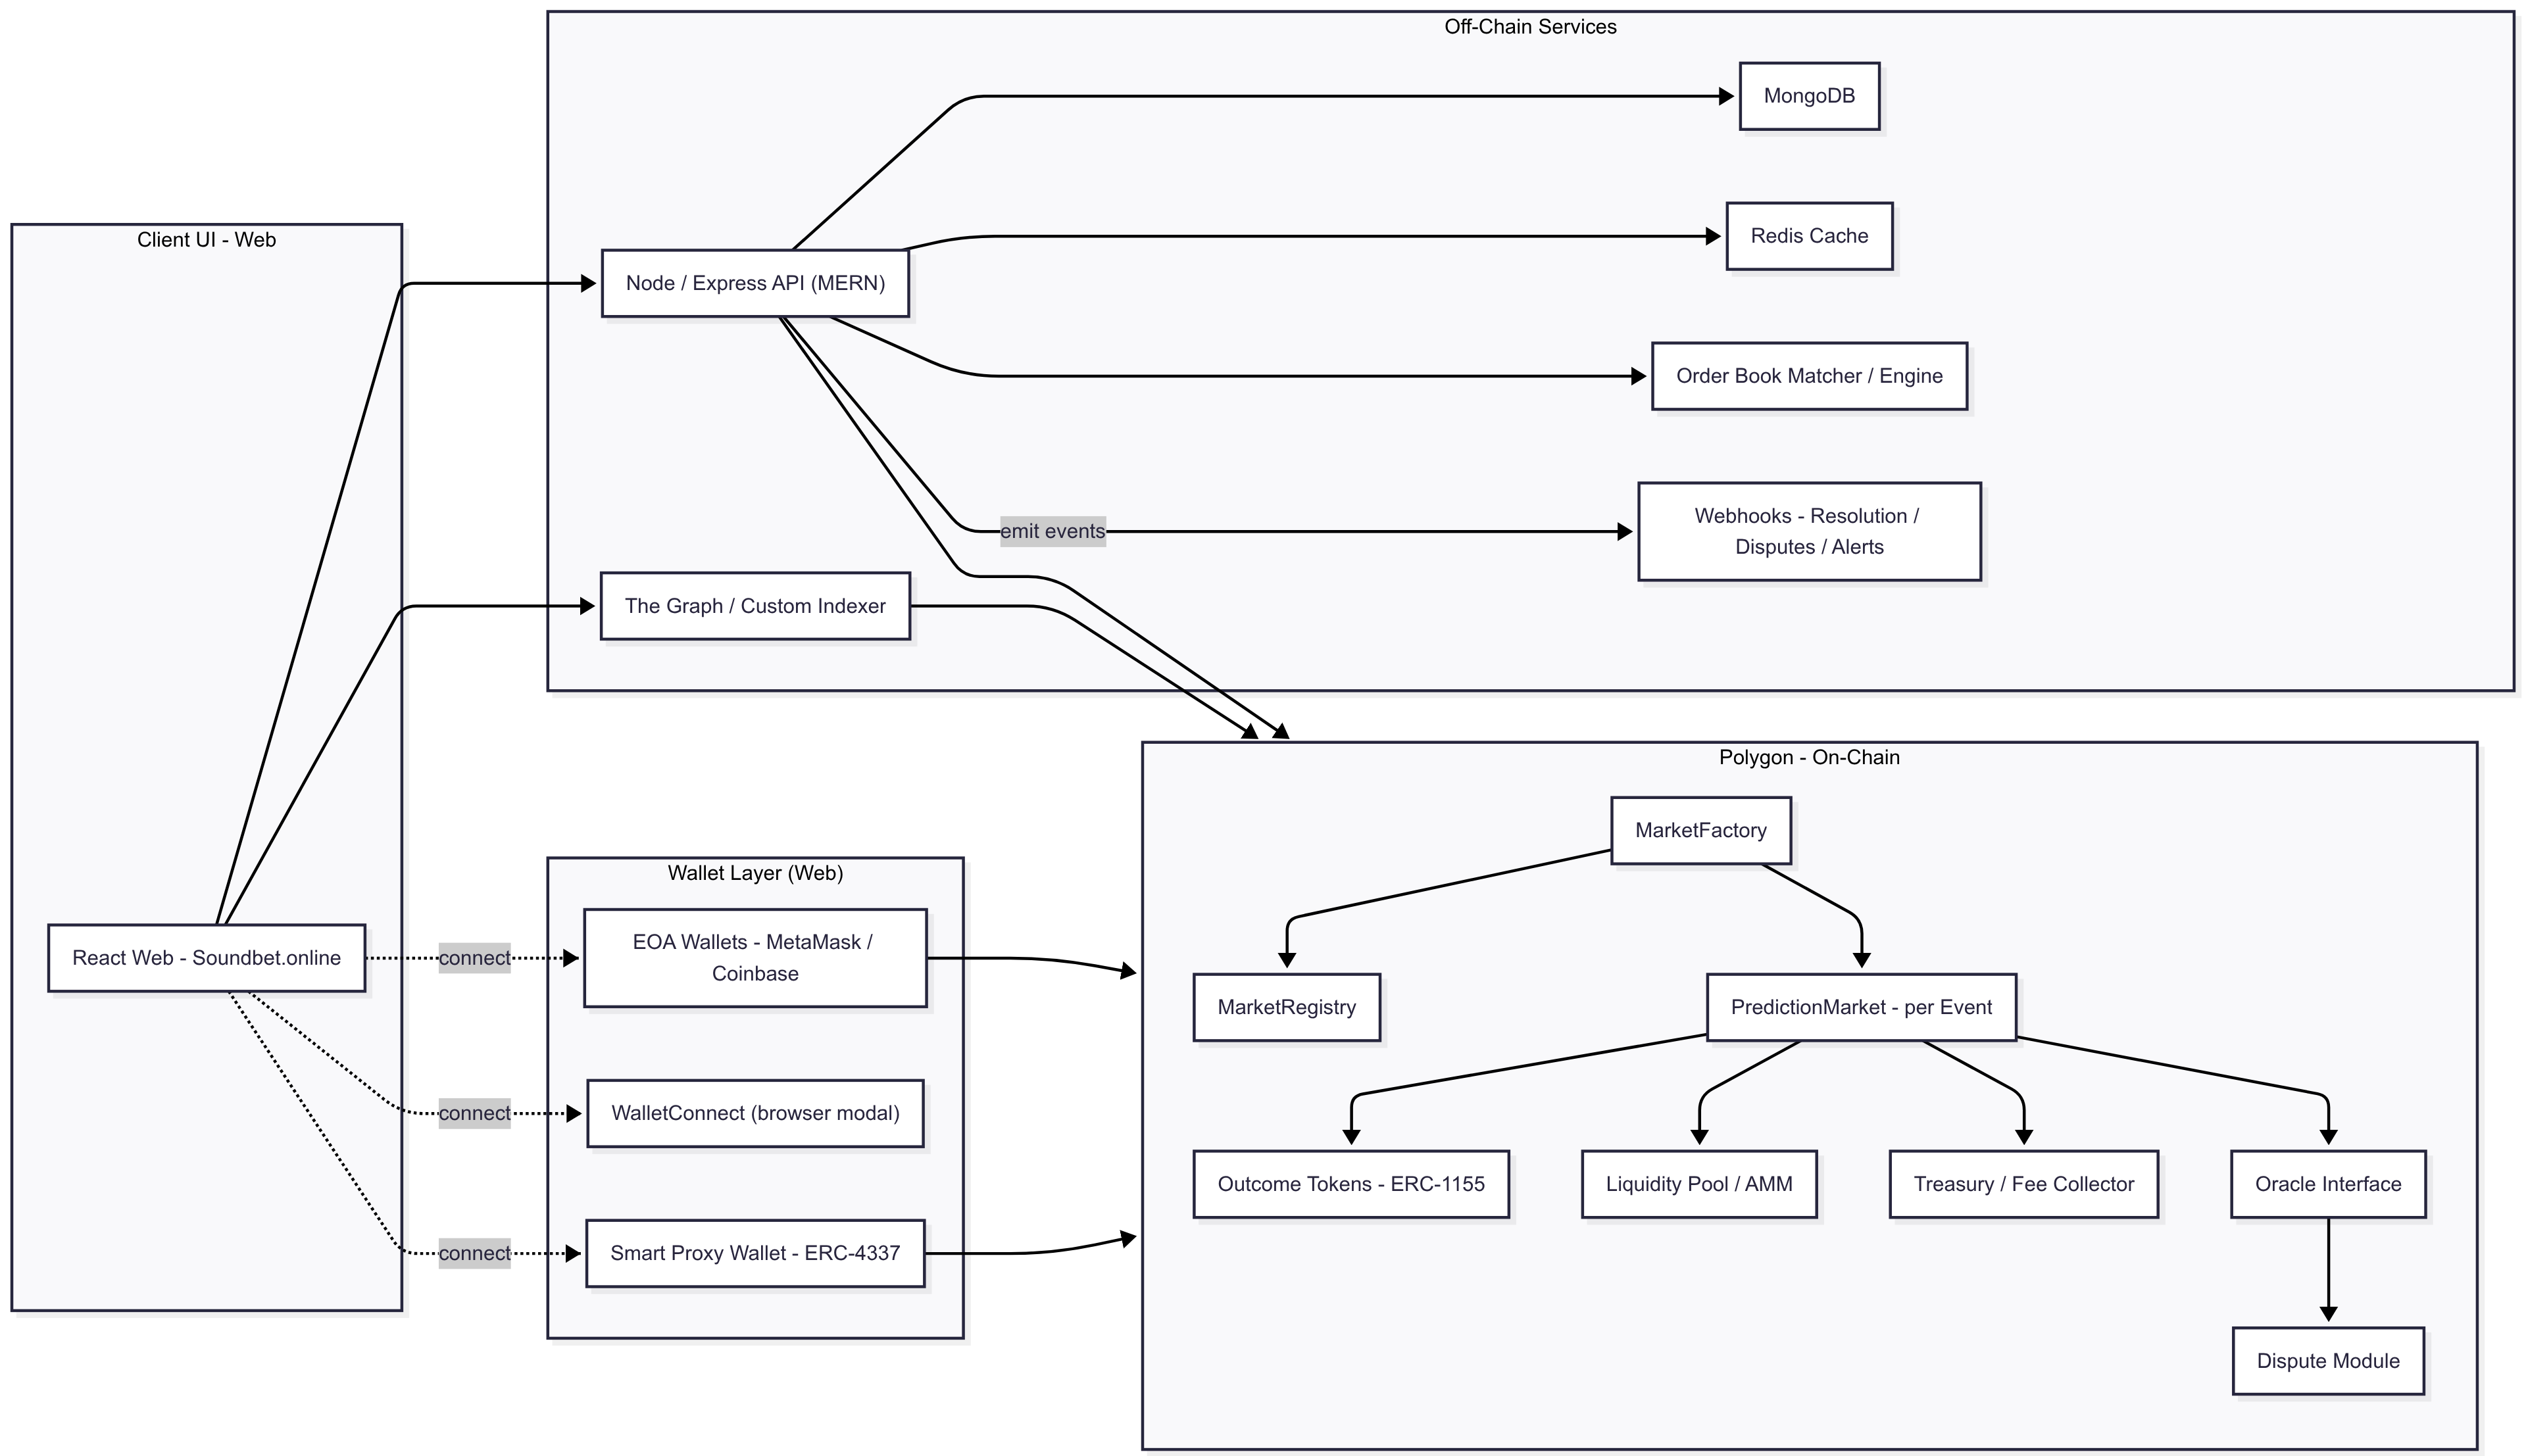 Off-Chain Services
MongoDB
Redis Cache
Client UI - Web
Node / Express API (MERN)
Order Book Matcher / Engine
emit events
Webhooks - Resolution /
Disputes / Alerts
The Graph / Custom Indexer
Polygon - On-Chain
MarketFactory
Wallet Layer (Web)
React Web - Soundbet.online
connect
EOA Wallets - MetaMask /
Coinbase
MarketRegistry
PredictionMarket - per Event
connect
WalletConnect (browser modal)
Outcome Tokens - ERC-1155
Liquidity Pool / AMM
Treasury / Fee Collector
Oracle Interface
connect
Smart Proxy Wallet - ERC-4337
Dispute Module